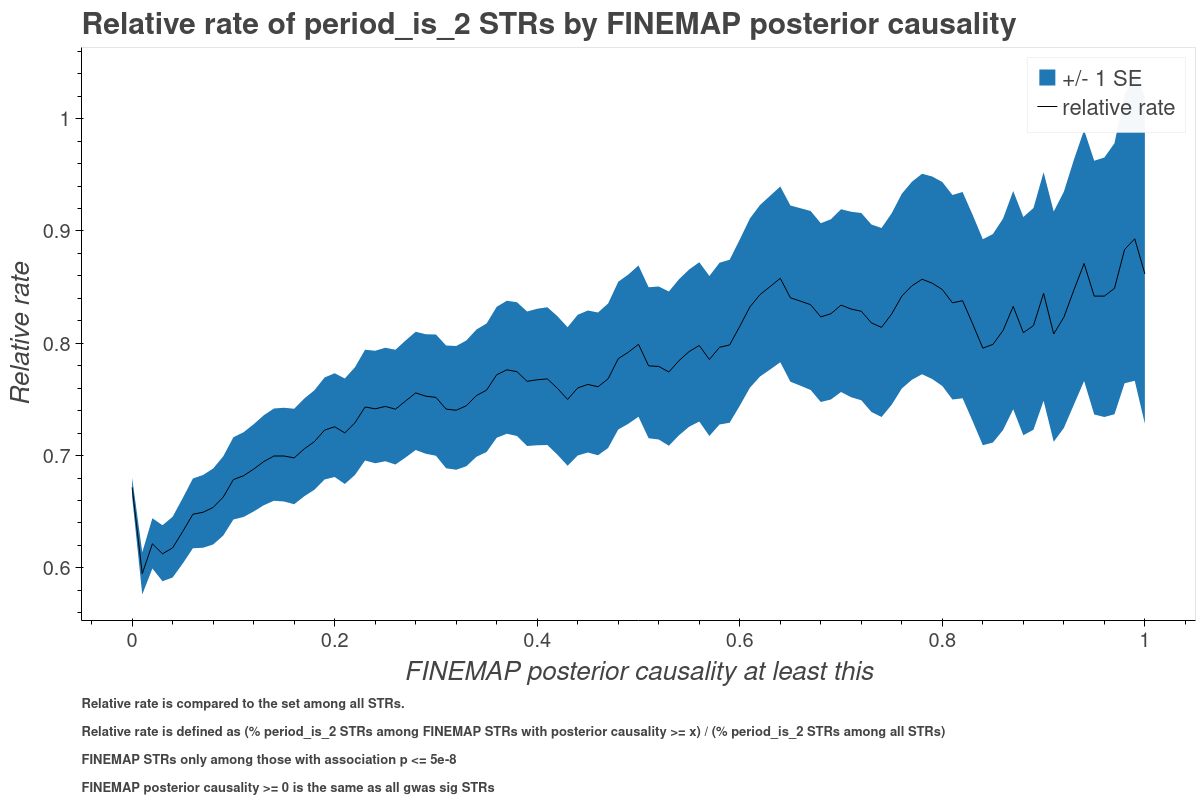 Relative rate of period_is_2 STRs by FINEMAP posterior causality
+/- 1 SE
relative rate
1
0.9
0.8
0.7
0.6
Relative rate
0 0.2 0.4 0.6 0.8 1
FINEMAP posterior causality at least this
Relative rate is compared to the set among all STRs.
Relative rate is defined as (% period_is_2 STRs among FINEMAP STRs with posterior causality >= x) / (% period_is_2 STRs among all STRs)
FINEMAP STRs only among those with association p <= 5e-8
FINEMAP posterior causality >= 0 is the same as all gwas sig STRs